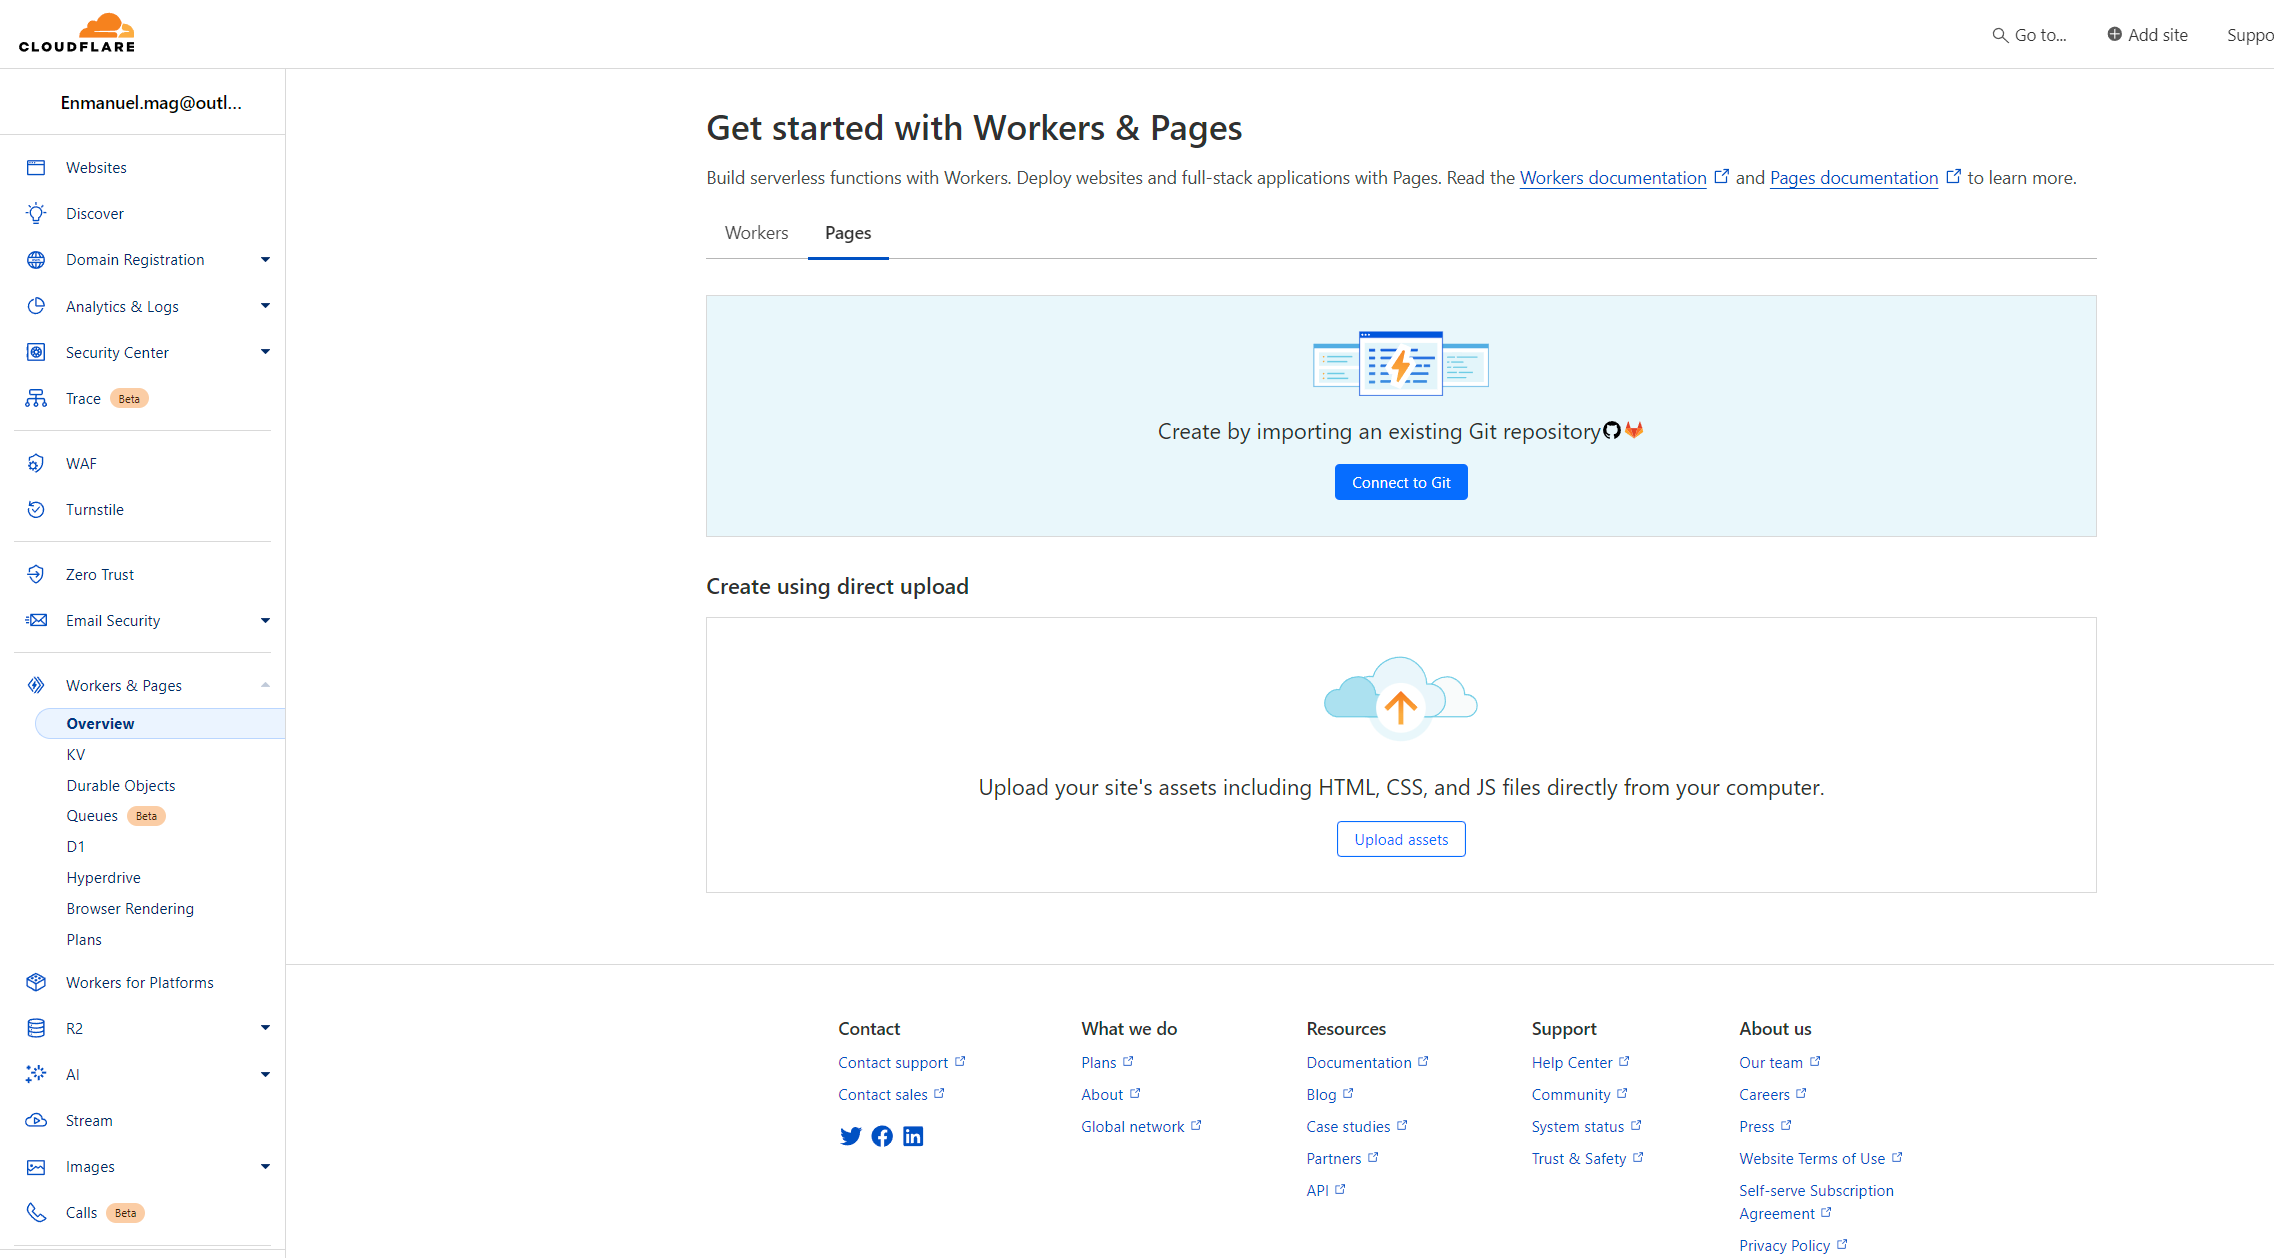 CLOUDFLARE
Go to...
Add site
Suppo
Enmanuel.mag@outl...
Websites
Discover
Domain Registration
Analytics & Logs
Security Center
Trace Beta
WAF
Turnstile
Zero Trust
Email Security
Workers & Pages
Overview
KV
Durable Objects
Queues Beta
D1
Hyperdrive
Browser Rendering
Plans
Workers for Platforms
R2
AI
Stream
Images
Calls Beta
Get started with Workers & Pages
Build serverless functions with Workers. Deploy websites and full-stack applications with Pages. Read the Workers documentation and Pages documentation to learn more.
Workers Pages
Create by importing an existing Git repository
Connect to Git
Create using direct upload
Upload your site's assets including HTML, CSS, and JS files directly from your computer.
Upload assets
Contact
Contact support
Contact sales
What we do
Plans
About
Global network
Resources
Documentation
Blog
Case studies
Partners
API
Support
Help Center
Community
System status
Trust & Safety
About us
Our team
Careers
Press
Website Terms of Use
Self-serve Subscription
Agreement
Privacy Policy